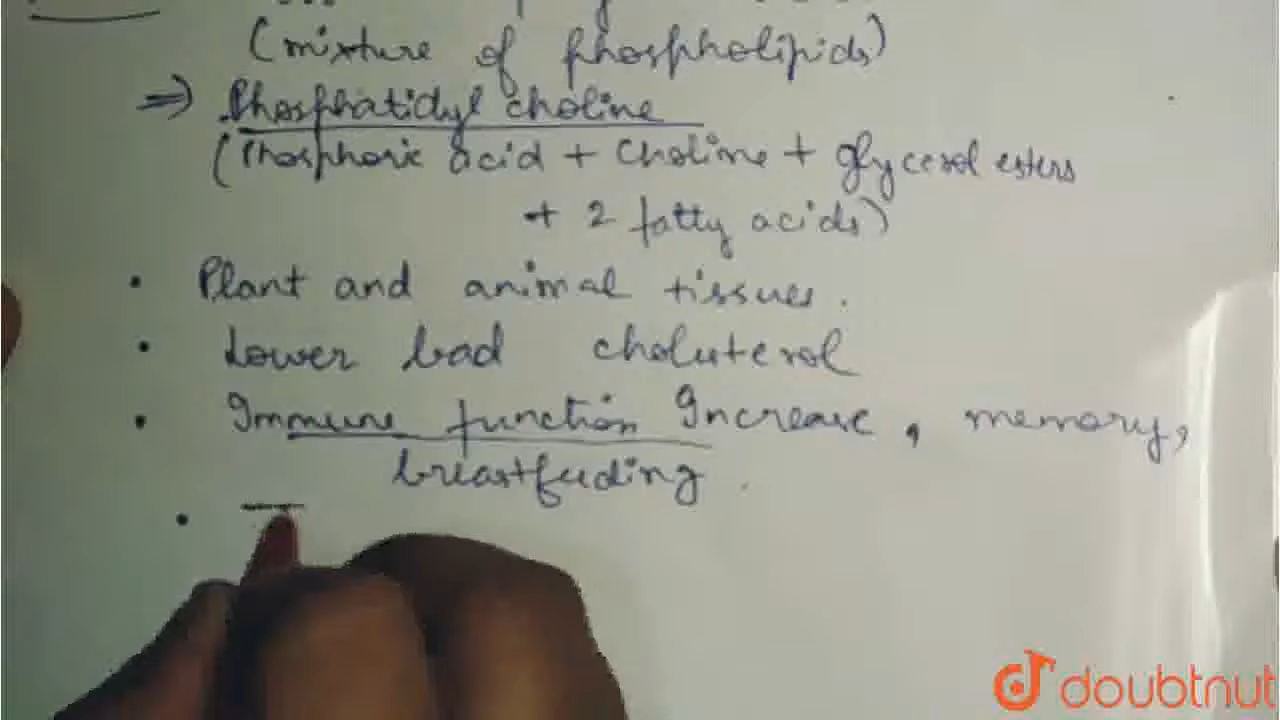 (mixture of phospholipids)
⇒ Phosphatidyl choline
(Phosphoric acid + Choline + glycerol esters
+ 2 fatty acids)
• Plant and animal tissues.
• Lower bad cholesterol
• Immune function Increase, memory,
breastfeeding.
•
doubtnut